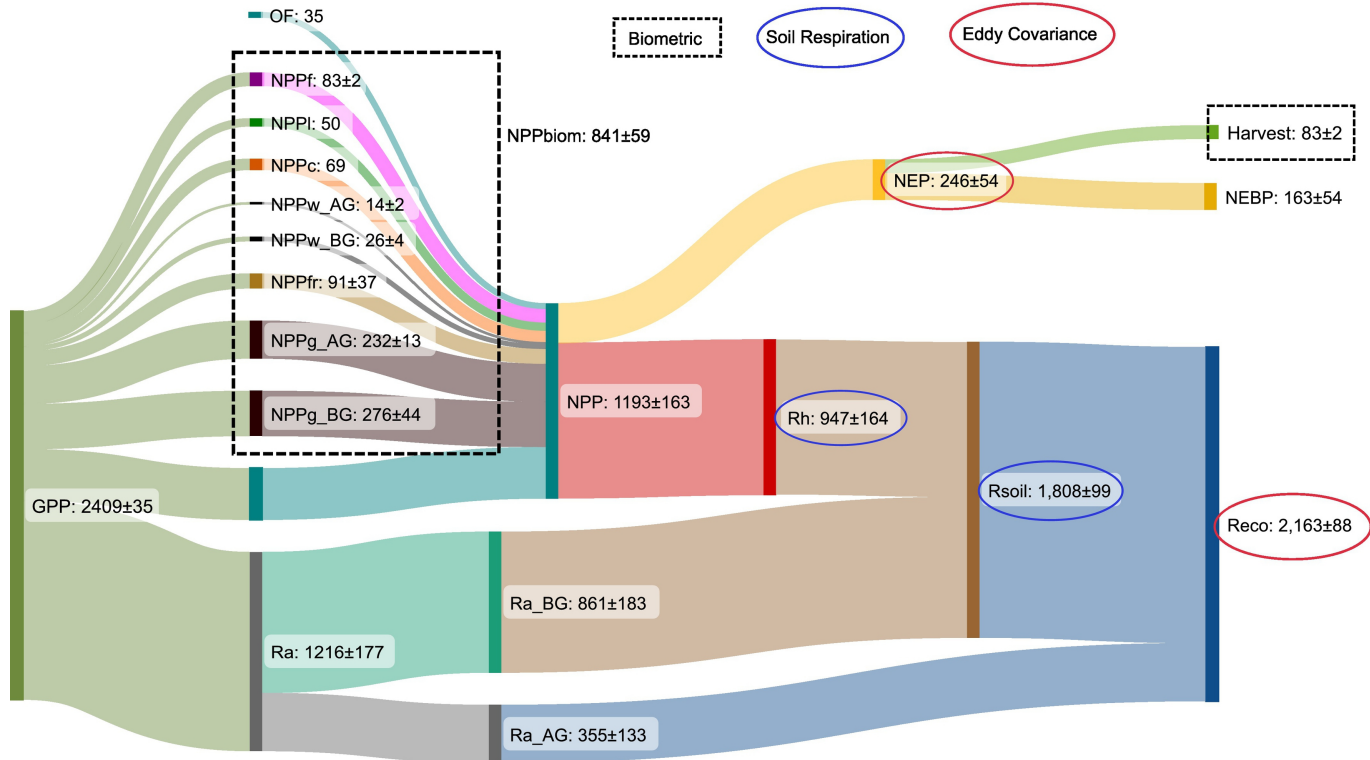 OF: 35
Biometric
Soil Respiration
Eddy Covariance
NPPf: 83±2
NPPl: 50
NPPbiom: 841±59
Harvest: 83±2
NPPc: 69
NEP: 246±54
NEBP: 163±54
NPPw_AG: 14±2
NPPw_BG: 26±4
NPPfr: 91±37
NPPg_AG: 232±13
NPPg_BG: 276±44
NPP: 1193±163
Rh: 947±164
GPP: 2409±35
Rsoil: 1,808±99
Reco: 2,163±88
Ra_BG: 861±183
Ra: 1216±177
Ra_AG: 355±133